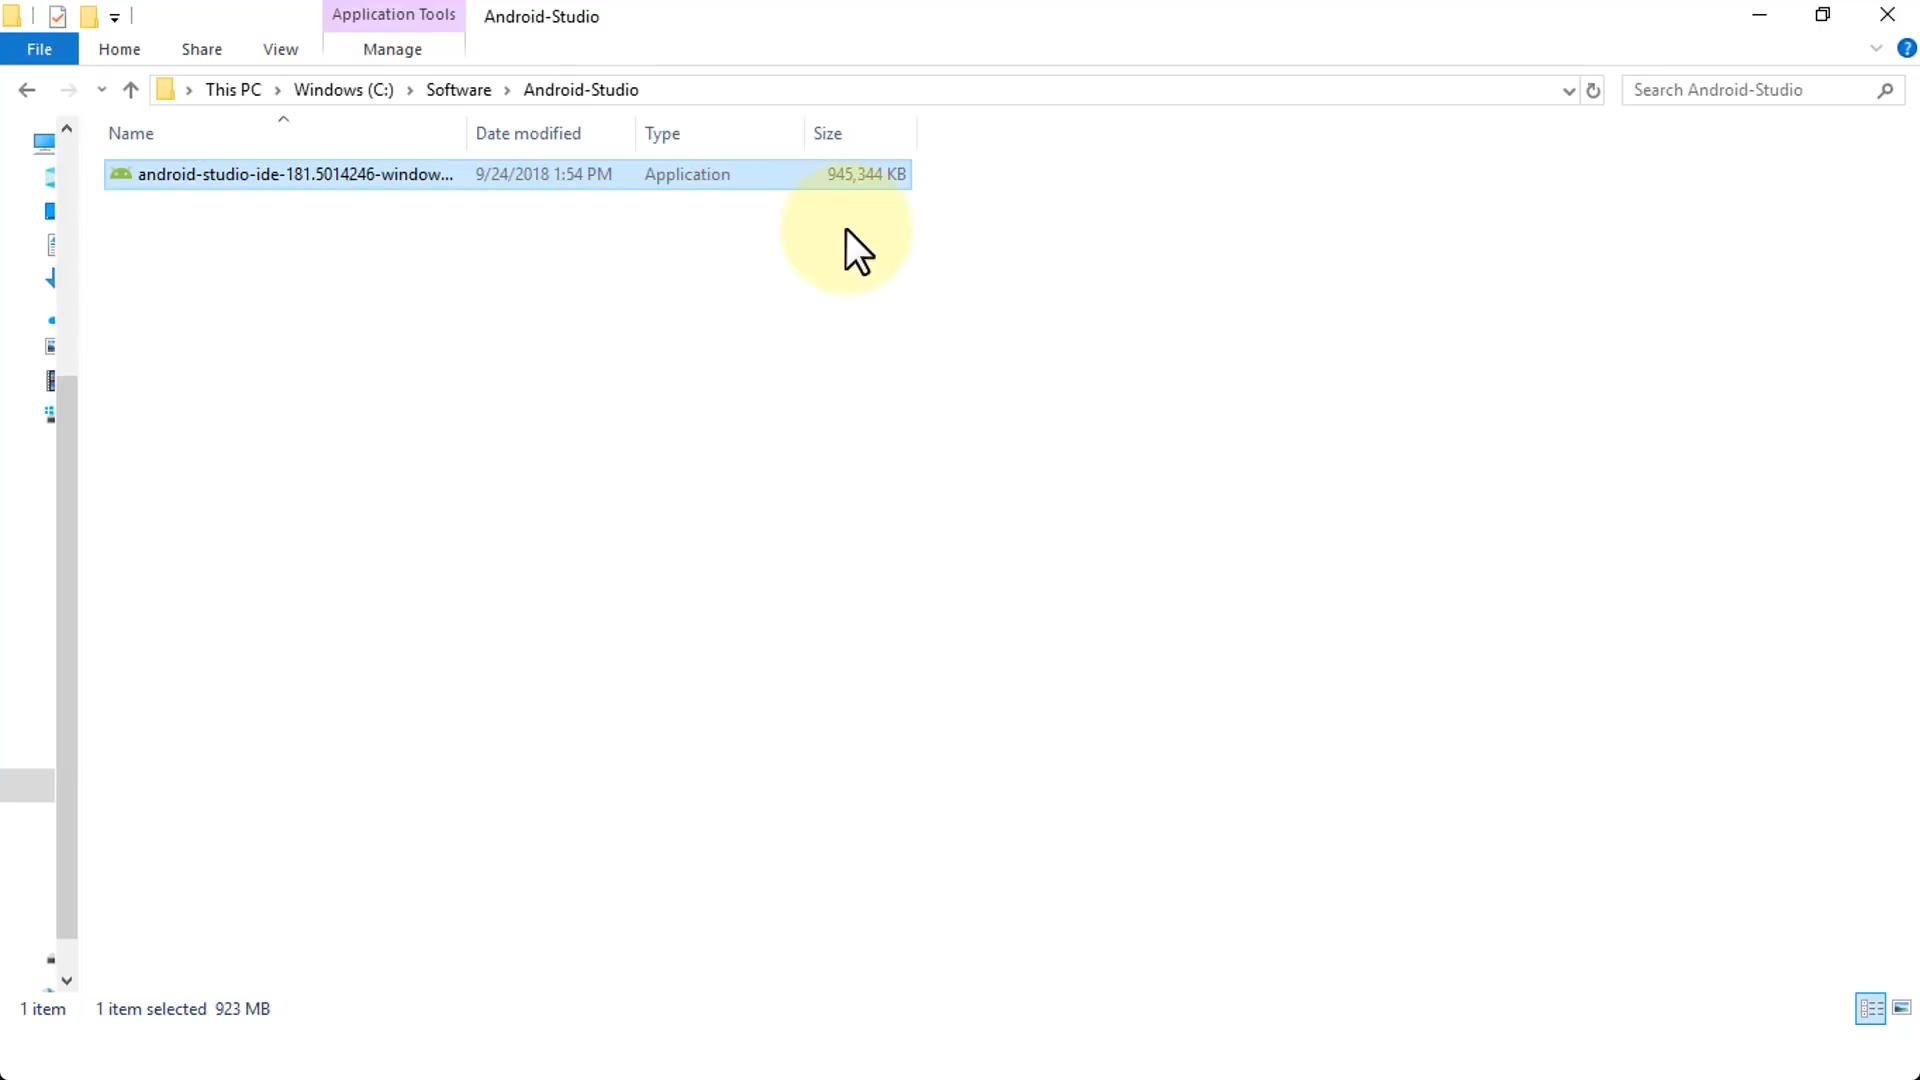 Application Tools Android-Studio
File Home Share View Manage
This PC Windows (C:) Software Android-Studio Search Android-Studio
Name Date modified Type Size
android-studio-ide-181.5014246-window... 9/24/2018 1:54 PM Application 945,344 KB
1 item 1 item selected 923 MB